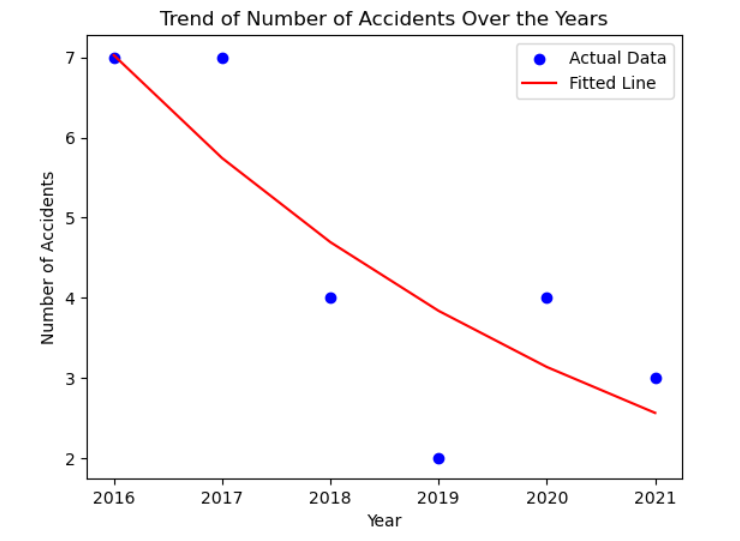 Trend of Number of Accidents Over the Years
Actual Data
Fitted Line
Number of Accidents
7
6
5
4
3
2
2016 2017 2018 2019 2020 2021
Year